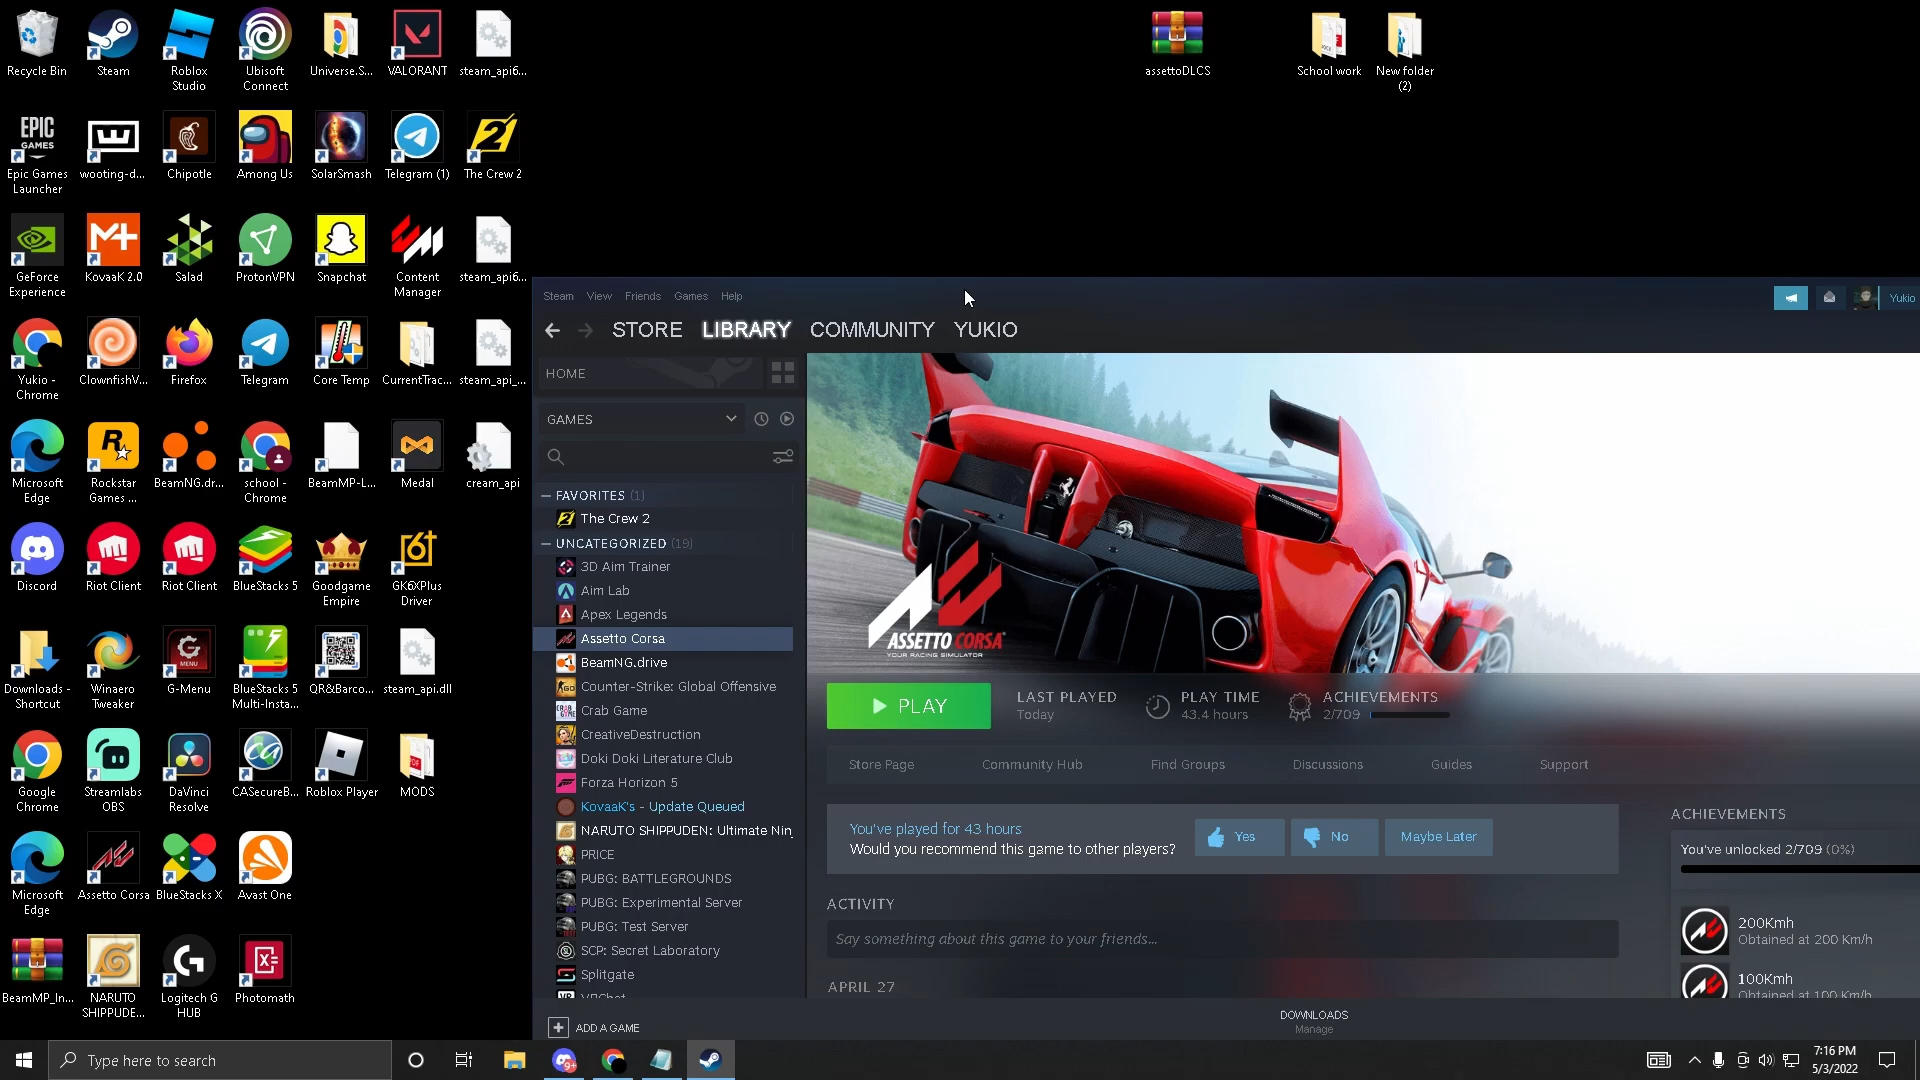 Recycle Bin
Steam
Roblox
Studio
Ubisoft
Connect
Universe.S...
VALORANT
steam_api6...
assettoDLCS
School work
New folder
(2)
EPIC
GAMES
Epic Games
Launcher
wooting-d...
Chipotle
Among Us
SolarSmash
Telegram (1)
The Crew 2
GeForce
Experience
KovaaK 2.0
Salad
ProtonVPN
Snapchat
Content
Manager
steam_api6...
Yukio -
Chrome
ClownfishV...
Firefox
Telegram
Core Temp
CurrentTrac...
steam_api_...
Microsoft
Edge
Rockstar
Games ...
BeamNG.dr...
school -
Chrome
BeamMP-L...
Medal
cream_api
Discord
Riot Client
Riot Client
BlueStacks 5
Goodgame
Empire
GK6XPlus
Driver
Downloads -
Shortcut
Winaero
Tweaker
MENU
G-Menu
BlueStacks 5
Multi-Insta...
QR&Barco...
steam_api.dll
Google
Chrome
Streamlabs
OBS
DaVinci
Resolve
CASecureB...
Roblox Player
PDF
MODS
Microsoft
Edge
Assetto Corsa
BlueStacks X
Avast One
BeamMP_In...
NARUTO
SHIPPUDE...
Logitech G
HUB
Photomath
Steam View Friends Games Help
Yukio
STORE LIBRARY COMMUNITY YUKIO
HOME
GAMES
FAVORITES (1)
The Crew 2
UNCATEGORIZED (19)
3D Aim Trainer
Aim Lab
Apex Legends
Assetto Corsa
BeamNG.drive
Counter-Strike: Global Offensive
Crab Game
CreativeDestruction
Doki Doki Literature Club
Forza Horizon 5
KovaaK's - Update Queued
NARUTO SHIPPUDEN: Ultimate Nin
PRICE
PUBG: BATTLEGROUNDS
PUBG: Experimental Server
PUBG: Test Server
SCP: Secret Laboratory
Splitgate
VRChat
ADD A GAME
ASSETTO CORSA
YOUR RACING SIMULATOR
PLAY
LAST PLAYED
Today
PLAY TIME
43.4 hours
ACHIEVEMENTS
2/709
Store Page
Community Hub
Find Groups
Discussions
Guides
Support
You've played for 43 hours
Would you recommend this game to other players?
Yes
No
Maybe Later
ACTIVITY
Say something about this game to your friends...
APRIL 27
ACHIEVEMENTS
You've unlocked 2/709 (0%)
200Kmh
Obtained at 200 Km/h
100Kmh
Obtained at 100 Km/h
DOWNLOADS
Manage
Type here to search
7:16 PM
5/3/2022